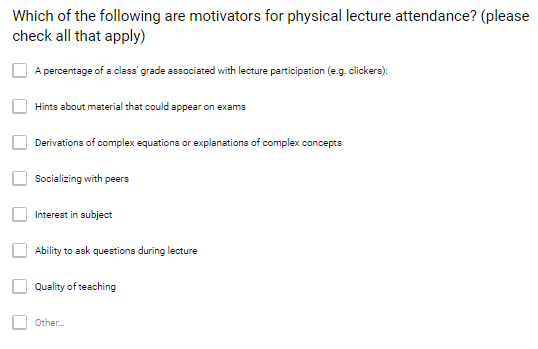 Which of the following are motivators for physical lecture attendance? (please
check all that apply)
A percentage of a class' grade associated with lecture participation (e.g. clickers):
Hints about material that could appear on exams
Derivations of complex equations or explanations of complex concepts
Socializing with peers
Interest in subject
Ability to ask questions during lecture
Quality of teaching
Other...